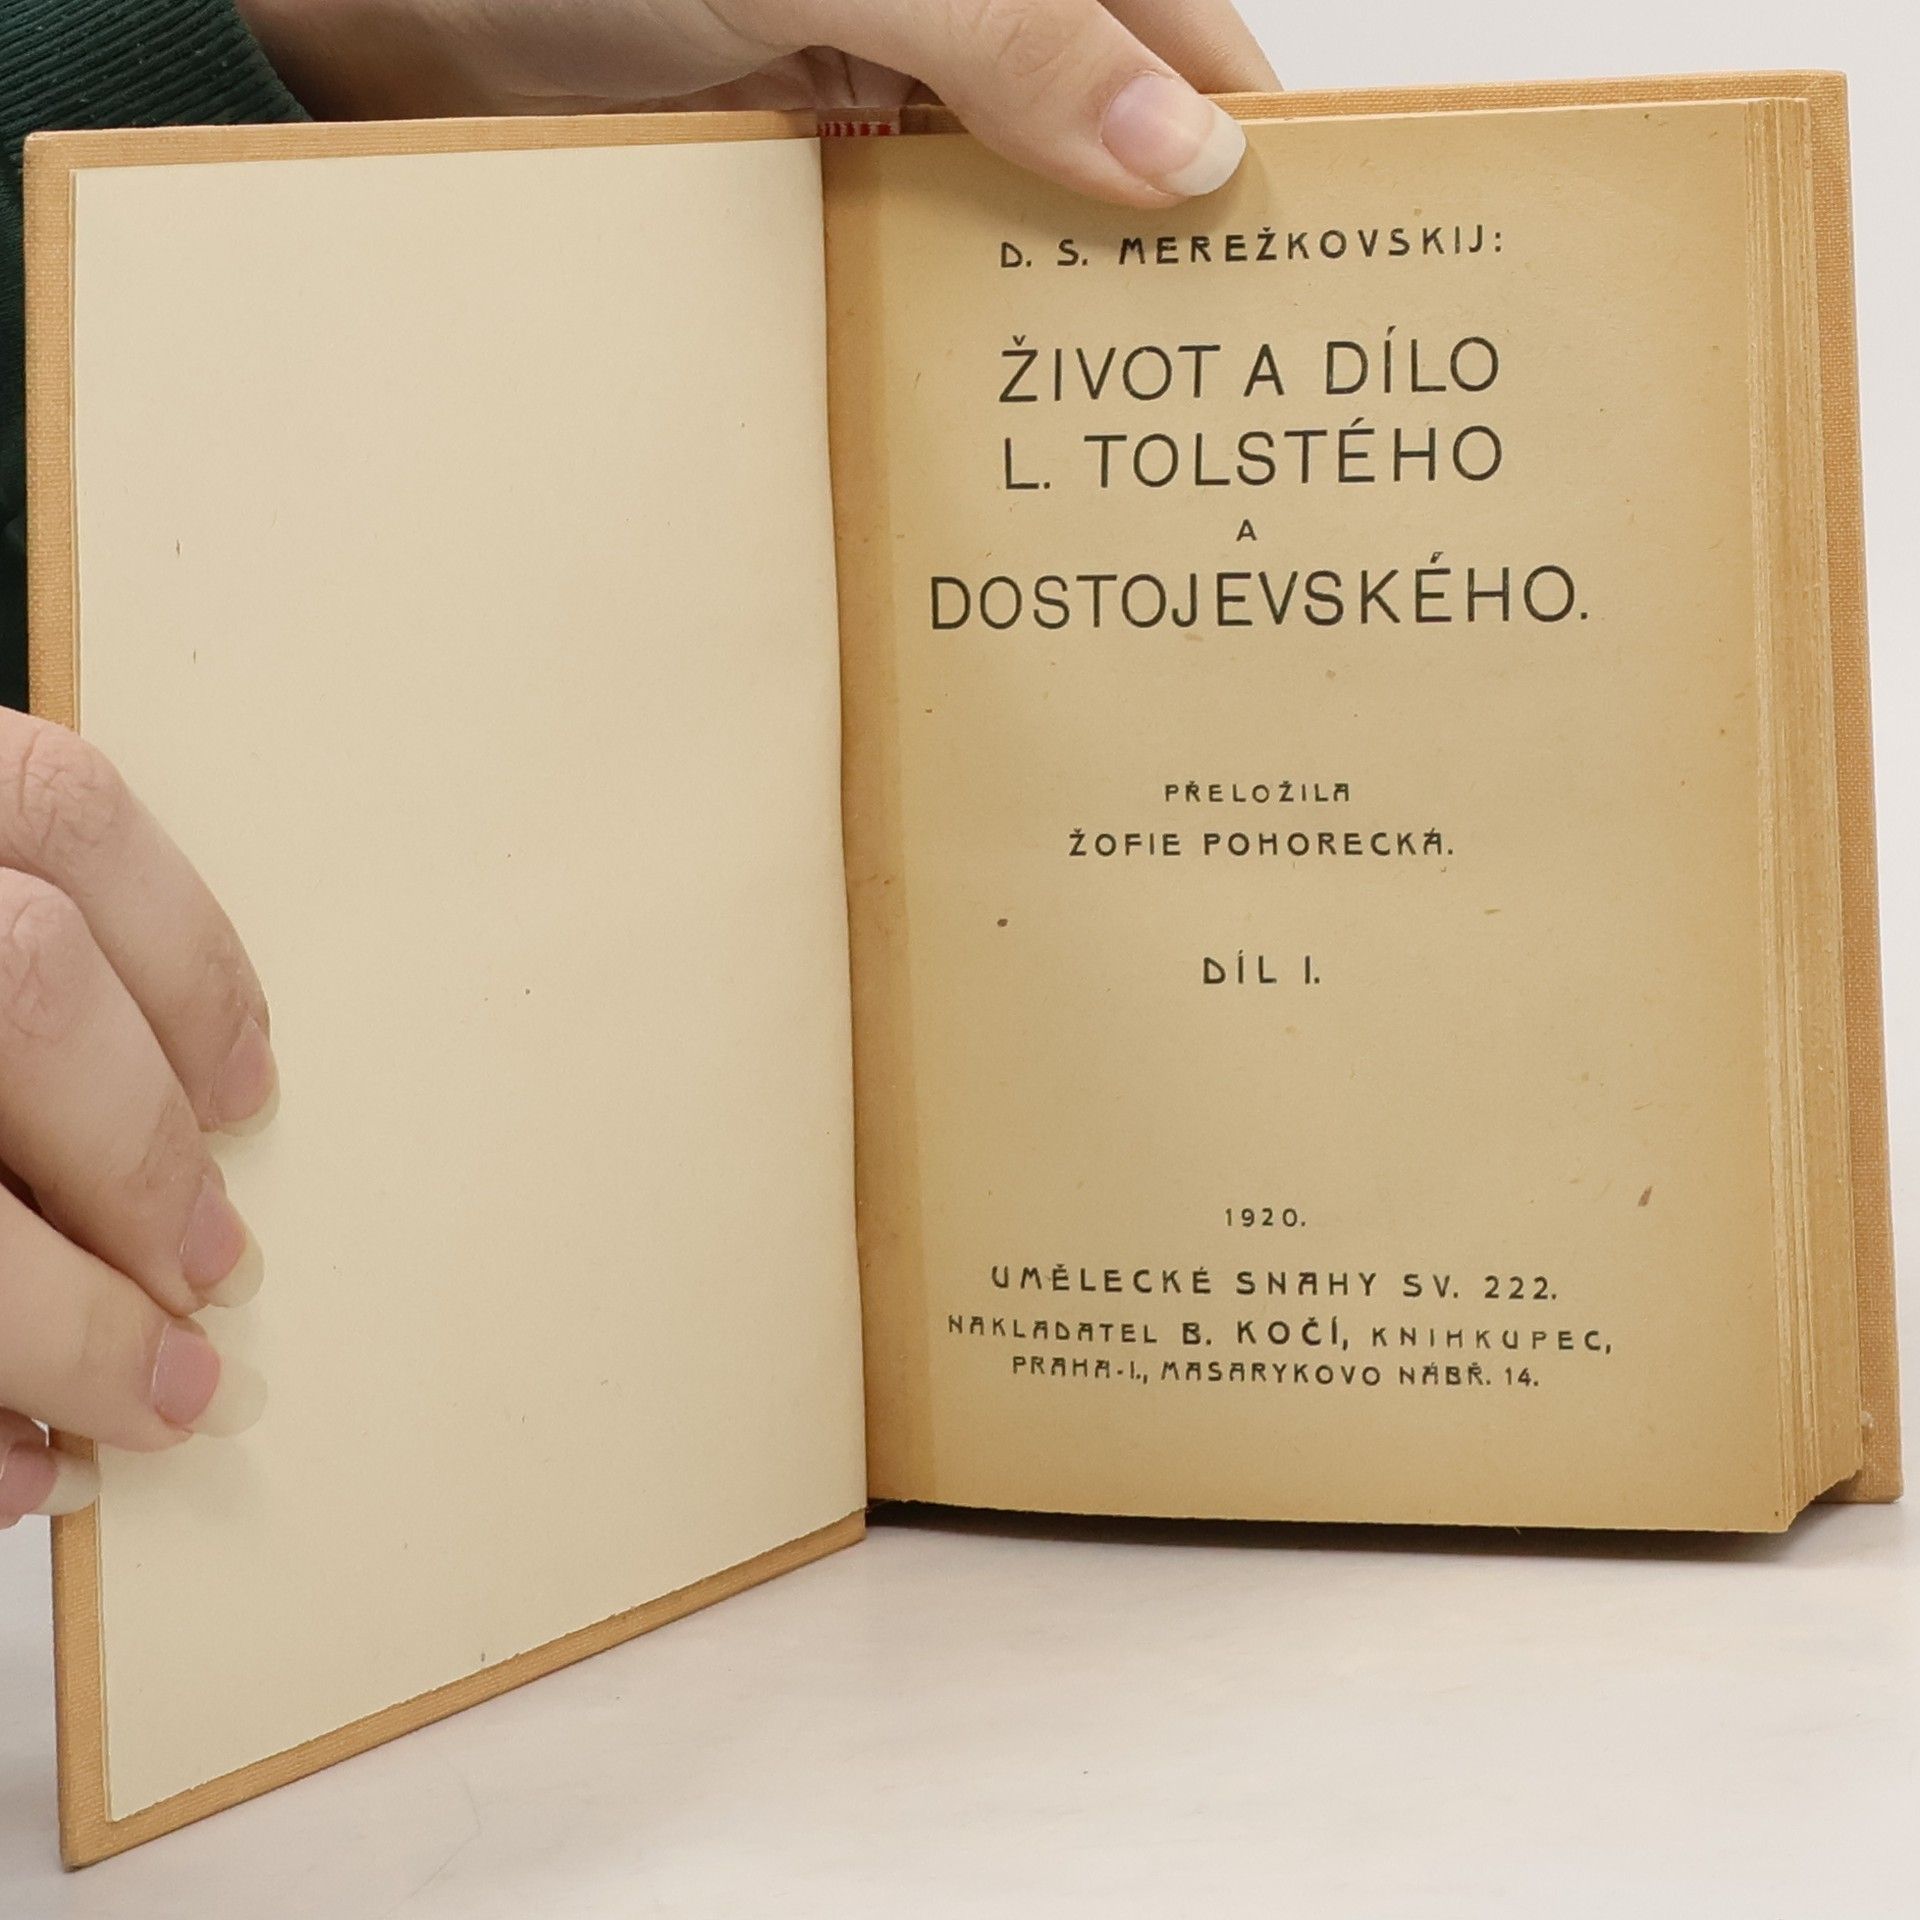 D. S. MEREŽKOVSKIJ:
ŽIVOT A DÍLO
L. TOLSTÉHO
A
DOSTOJEVSKÉHO.
PŘELOŽILA
ŽOFIE POHORECKÁ.
DÍL I.
1920.
UMĚLECKÉ SNAHY SV. 222.
NAKLADATEL B. KOČÍ, KNIHKUPEC,
PRAHA-I., MASARYKOVO NÁBŘ. 14.